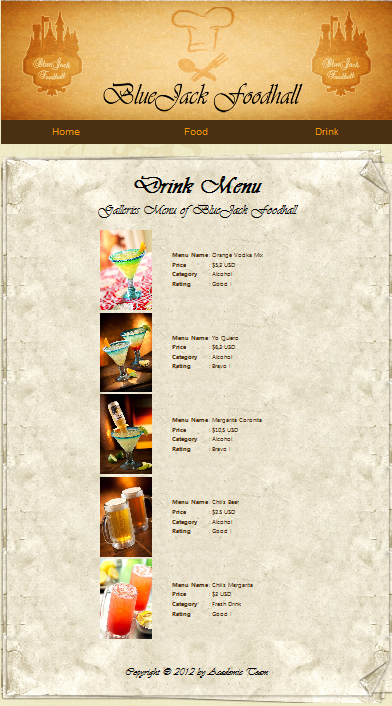 BlueJack Foodhall
BlueJack Foodhall
BlueJack Foodhall
Home Food Drink
Drink Menu
Galleries Menu of BlueJack Foodhall
Menu Name : Orange Vodka Mix
Price : $5,2 USD
Category : Alcohol
Rating : Good !
Menu Name : Yo Quiero
Price : $6,2 USD
Category : Alcohol
Rating : Bravo !
Menu Name : Margarita Coronita
Price : $10,5 USD
Category : Alcohol
Rating : Bravo !
Menu Name : Chili's Beer
Price : $2.5 USD
Category : Alcohol
Rating : Good !
Menu Name : Chili's Margarita
Price : $2 USD
Category : Fresh Drink
Rating : Good !
Copyright © 2012 by Academic Team